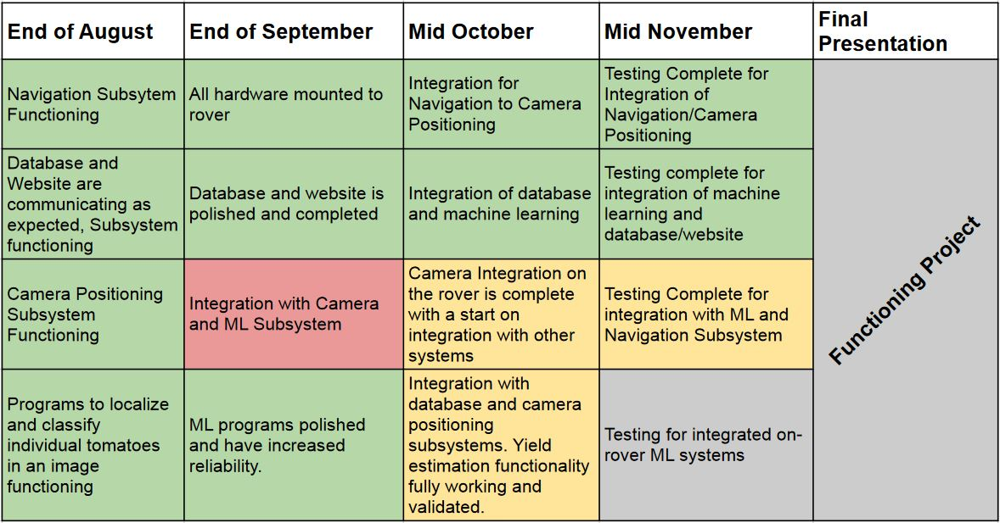 End of August
End of September
Mid October
Mid November
Final
Presentation
Navigation Subsytem
Functioning
All hardware mounted to
rover
Integration for
Navigation to Camera
Positioning
Testing Complete for
Integration of
Navigation/Camera
Positioning
Database and
Website are
communicating as
expected, Subsystem
functioning
Database and website is
polished and completed
Integration of database
and machine learning
Testing complete for
integration of machine
learning and
database/website
Camera Positioning
Subsystem
Functioning
Integration with Camera
and ML Subsystem
Camera Integration on
the rover is complete
with a start on
integration with other
systems
Testing Complete for
integration with ML and
Navigation Subsystem
Programs to localize
and classify
individual tomatoes
in an image
functioning
ML programs polished
and have increased
reliability.
Integration with
database and camera
positioning
subsystems. Yield
estimation functionality
fully working and
validated.
Testing for integrated on-
rover ML systems
Functioning Project